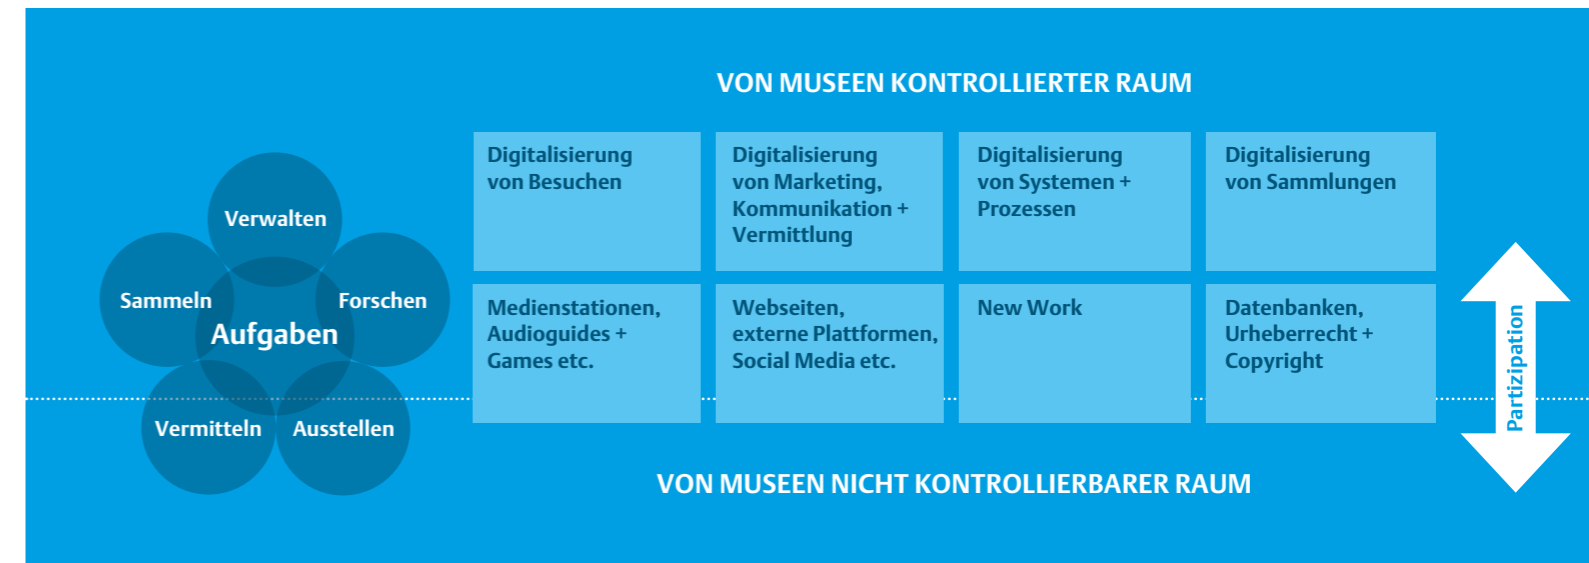 VON MUSEEN KONTROLLIERTER RAUM
Verwalten
Sammeln
Forschen
Aufgaben
Vermitteln
Ausstellen
Digitalisierung
von Besuchen
Digitalisierung
von Marketing,
Kommunikation +
Vermittlung
Digitalisierung
von Systemen +
Prozessen
Digitalisierung
von Sammlungen
Medienstationen,
Audioguides +
Games etc.
Webseiten,
externe Plattformen,
Social Media etc.
New Work
Datenbanken,
Urheberrecht +
Copyright
Partizipation
VON MUSEEN NICHT KONTROLLIERBARER RAUM